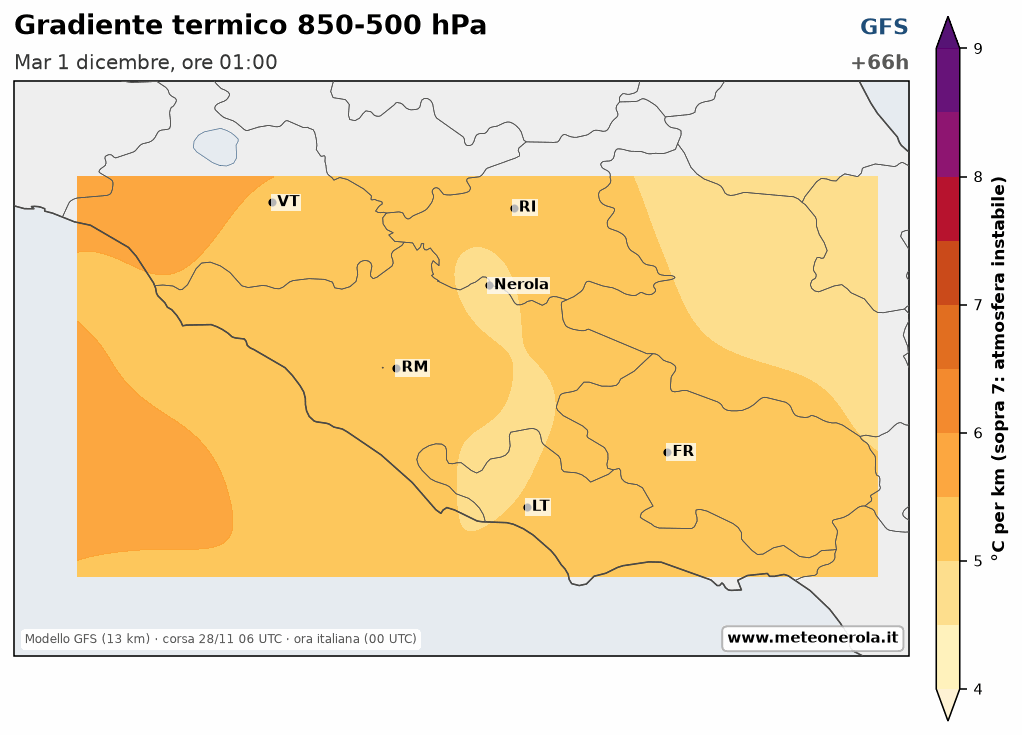 Gradiente termico 850-500 hPa
GFS
Mar 1 dicembre, ore 01:00
+66h
VT
RI
Nerola
RM
FR
LT
Modello GFS (13 km) · corsa 28/11 06 UTC · ora italiana (00 UTC)
www.meteonerola.it
9
8
7
6
5
4
°C per km (sopra 7: atmosfera instabile)